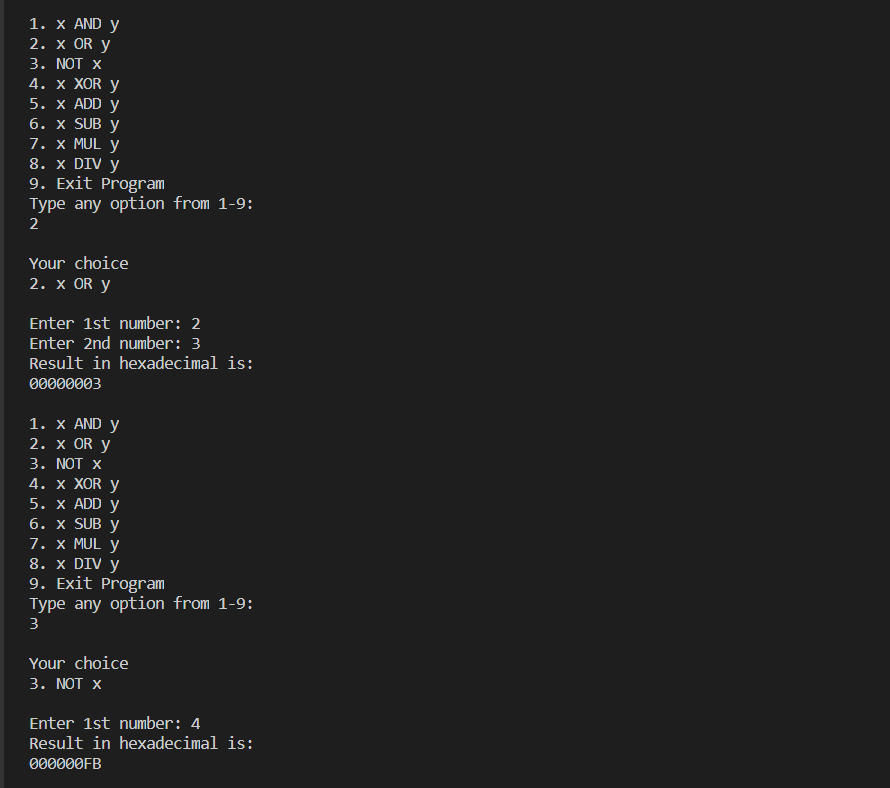 1. x AND y
2. x OR y
3. NOT x
4. x XOR y
5. x ADD y
6. x SUB y
7. x MUL y
8. x DIV y
9. Exit Program
Type any option from 1-9:
2
Your choice
2. x OR y
Enter 1st number: 2
Enter 2nd number: 3
Result in hexadecimal is:
00000003
1. x AND y
2. x OR y
3. NOT x
4. x XOR y
5. x ADD y
6. x SUB y
7. x MUL y
8. x DIV y
9. Exit Program
Type any option from 1-9:
3
Your choice
3. NOT x
Enter 1st number: 4
Result in hexadecimal is:
000000FB